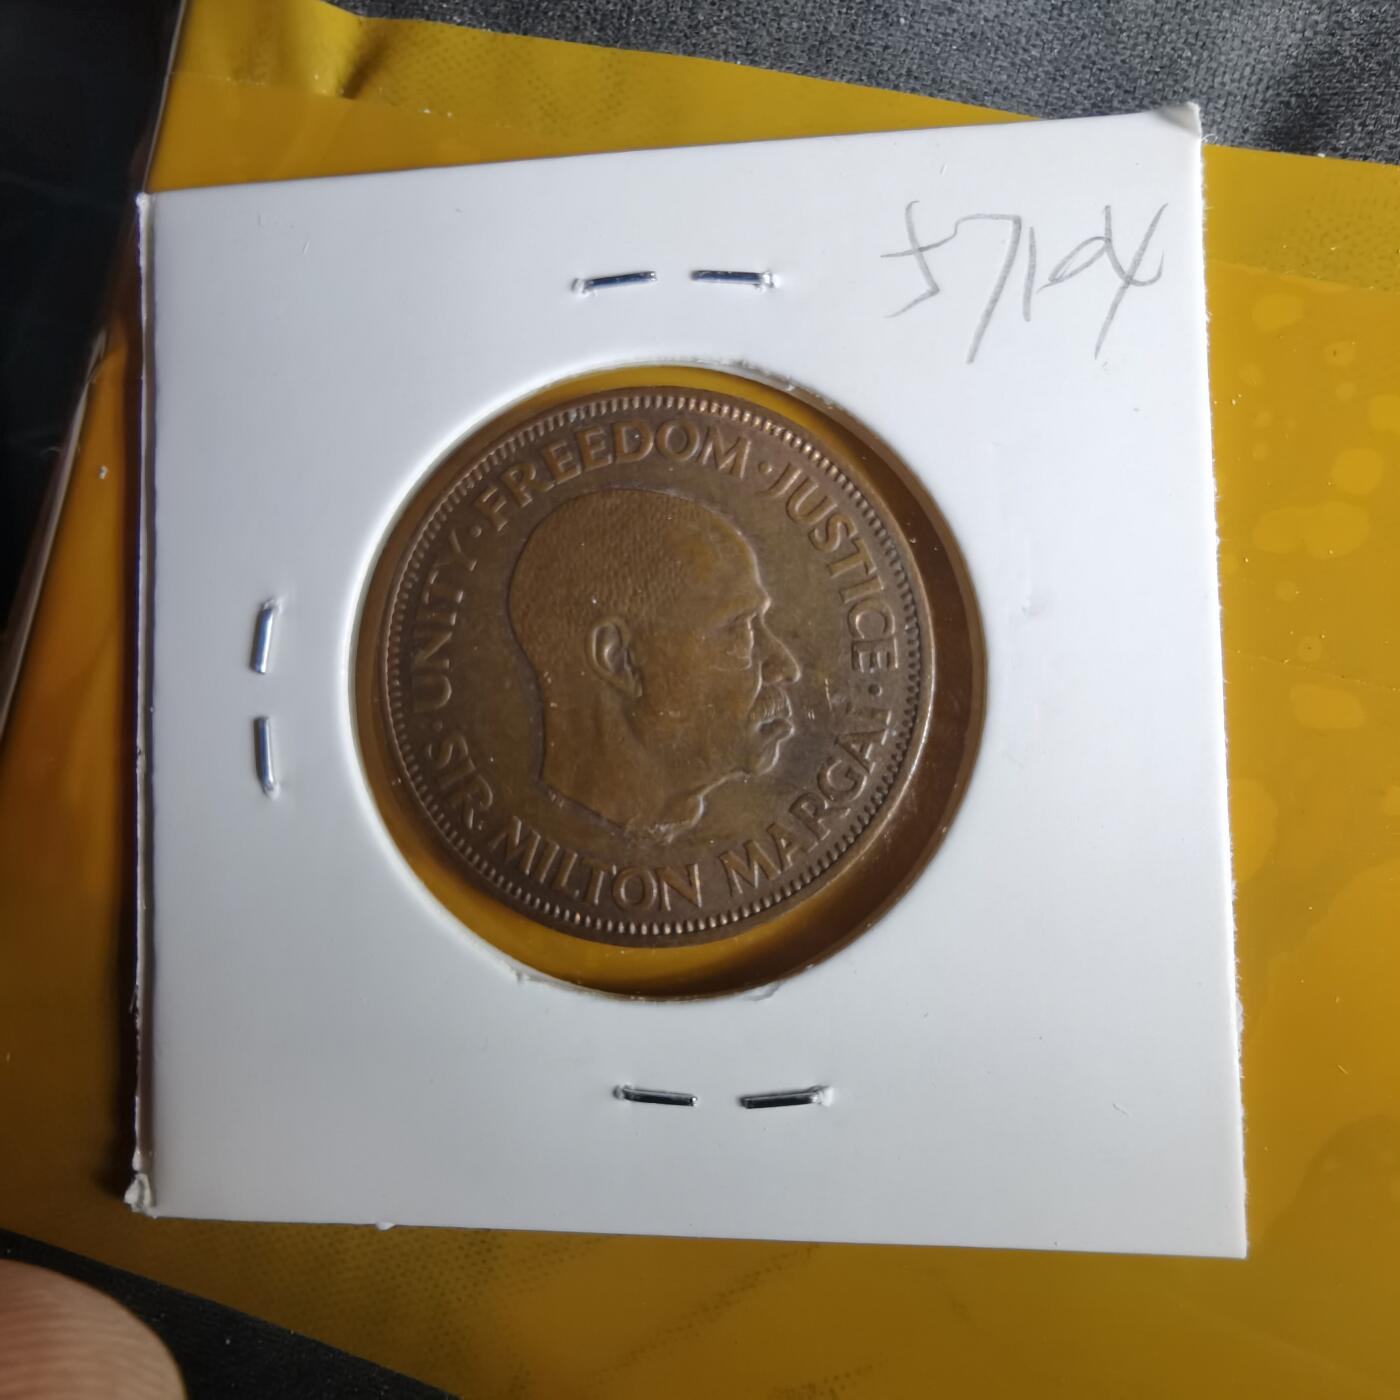 · UNITY · FREEDOM · JUSTICE ·
SIR MILTON MARGAI